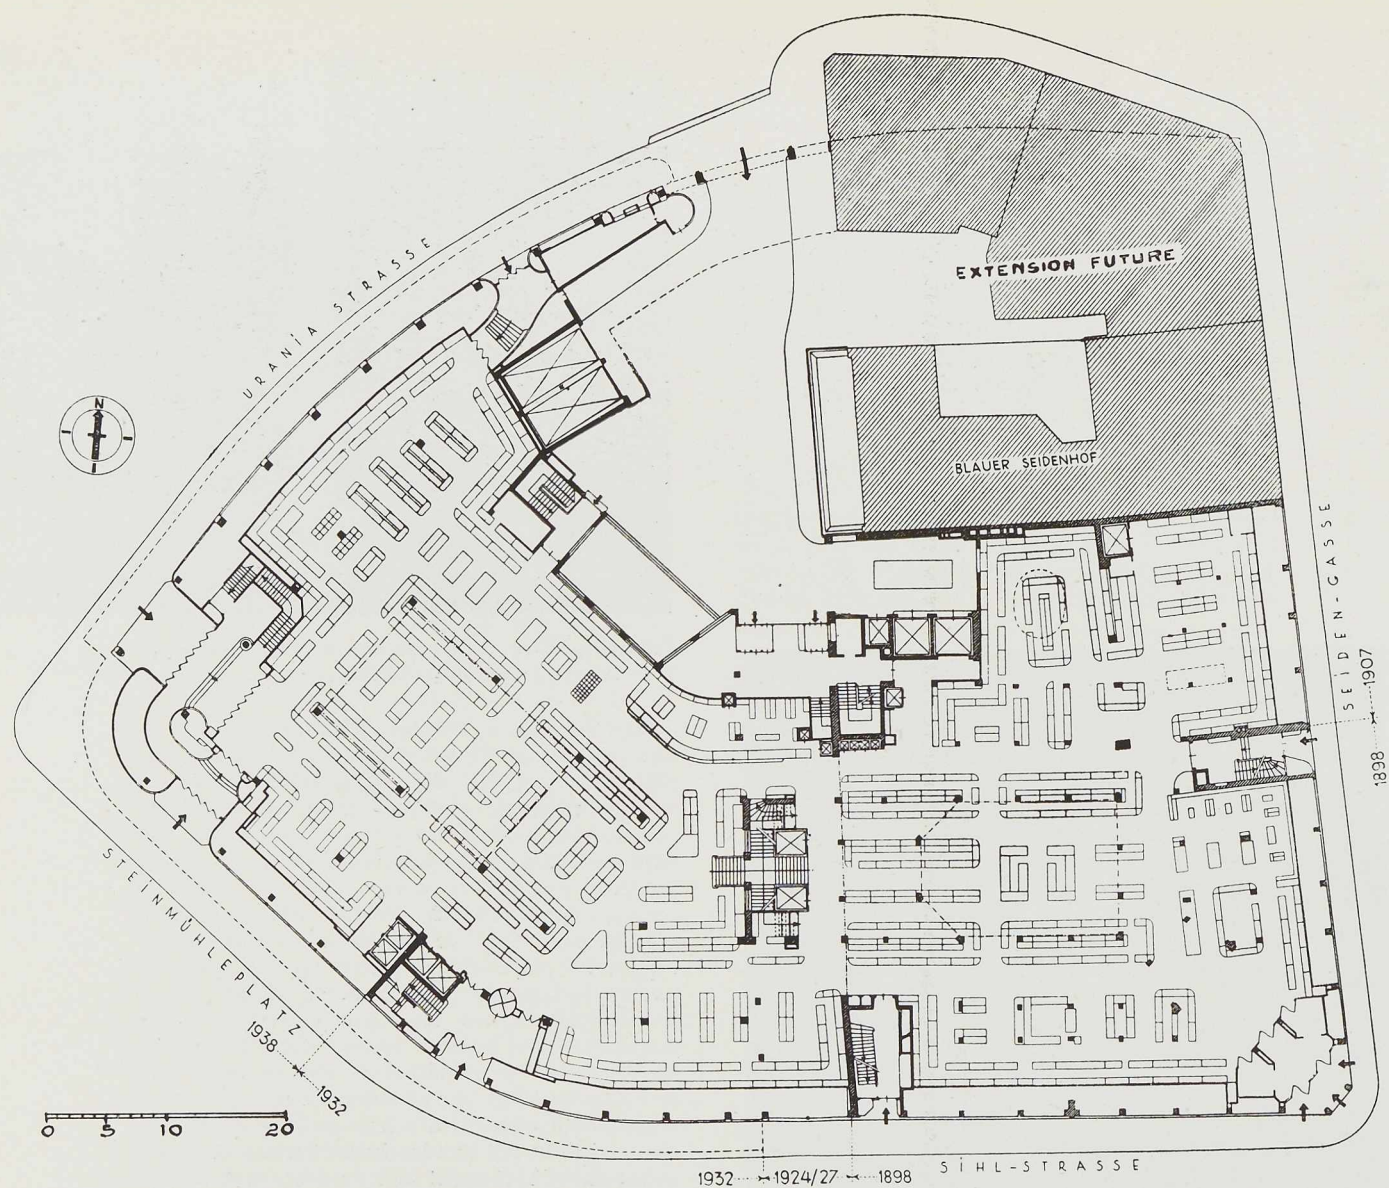 EXTENSION FUTURE
URANIA STRASSE
N
BLAUER SEIDENHOF
SEIDEN-GASSE
1898 1907
STEINMÜHLEPLATZ
1938
1932
0 5 10 20
1932 1924/27 1898
SIHL-STRASSE